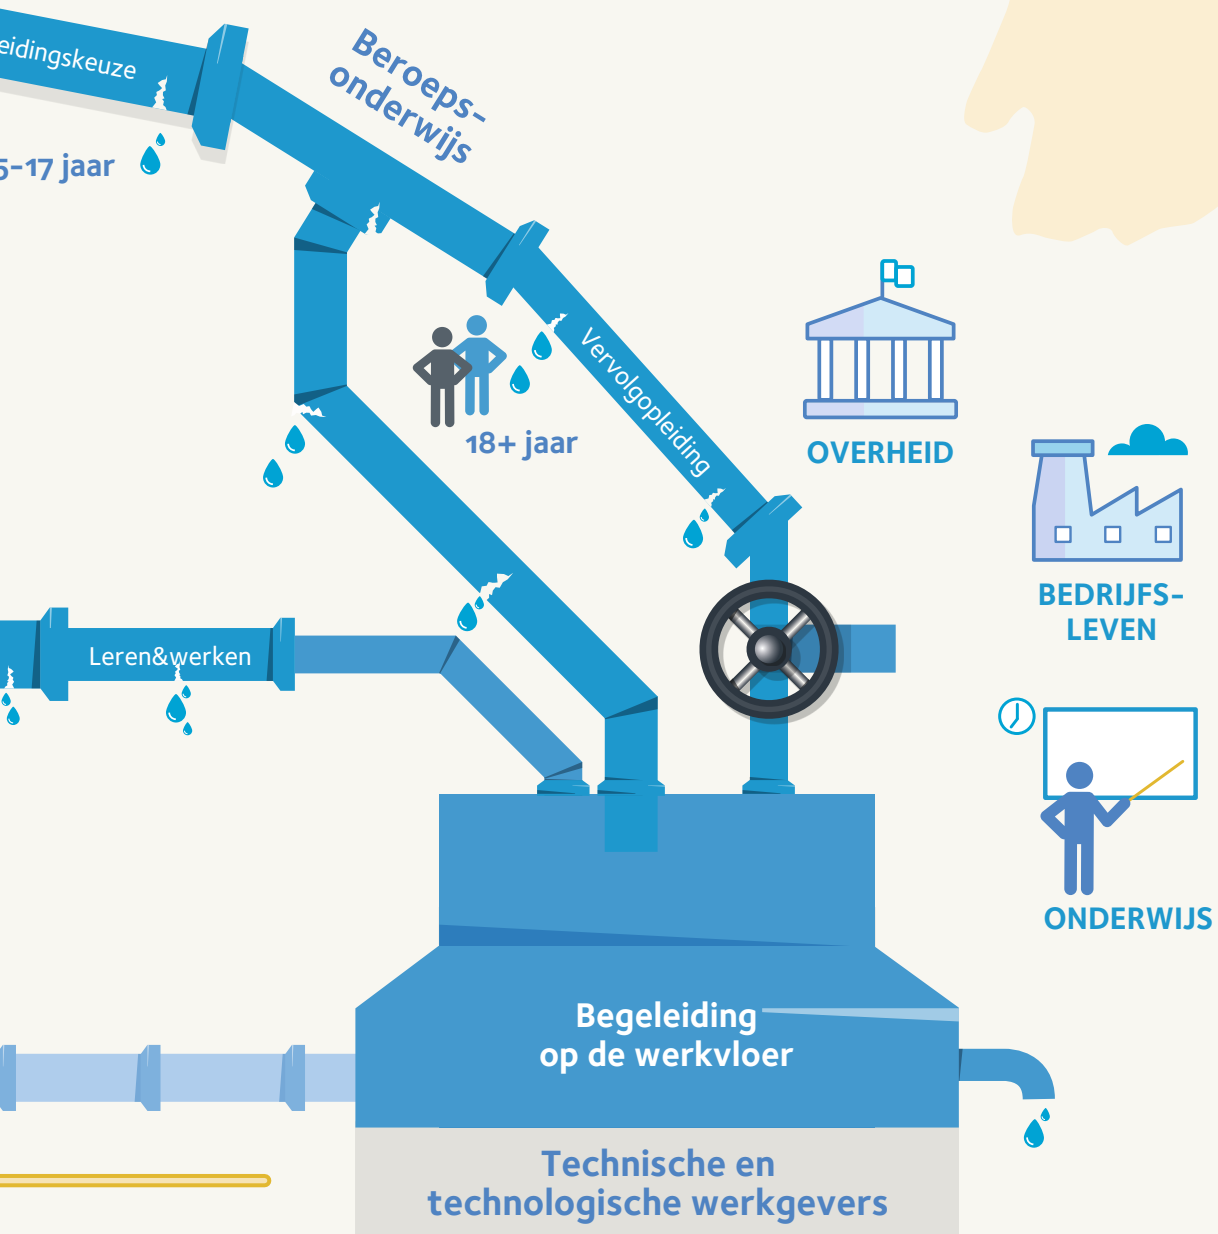 eidingskeuze
Beroeps-
onderwijs
5-17 jaar
Vervolgopleiding
18+ jaar
OVERHEID
BEDRIJFS-
LEVEN
Leren&werken
ONDERWIJS
Begeleiding
op de werkvloer
Technische en
technologische werkgevers